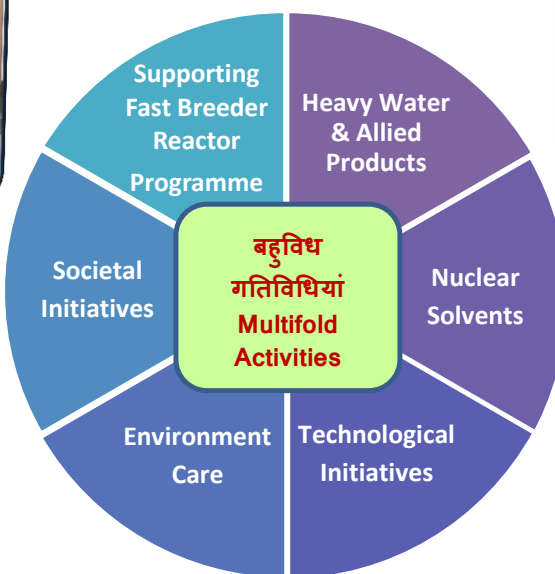 Supporting
Fast Breeder
Reactor
Programme
Heavy Water
& Allied
Products
Societal
Initiatives
बहुविध
गतिविधियां
Multifold
Activities
Nuclear
Solvents
Environment
Care
Technological
Initiatives